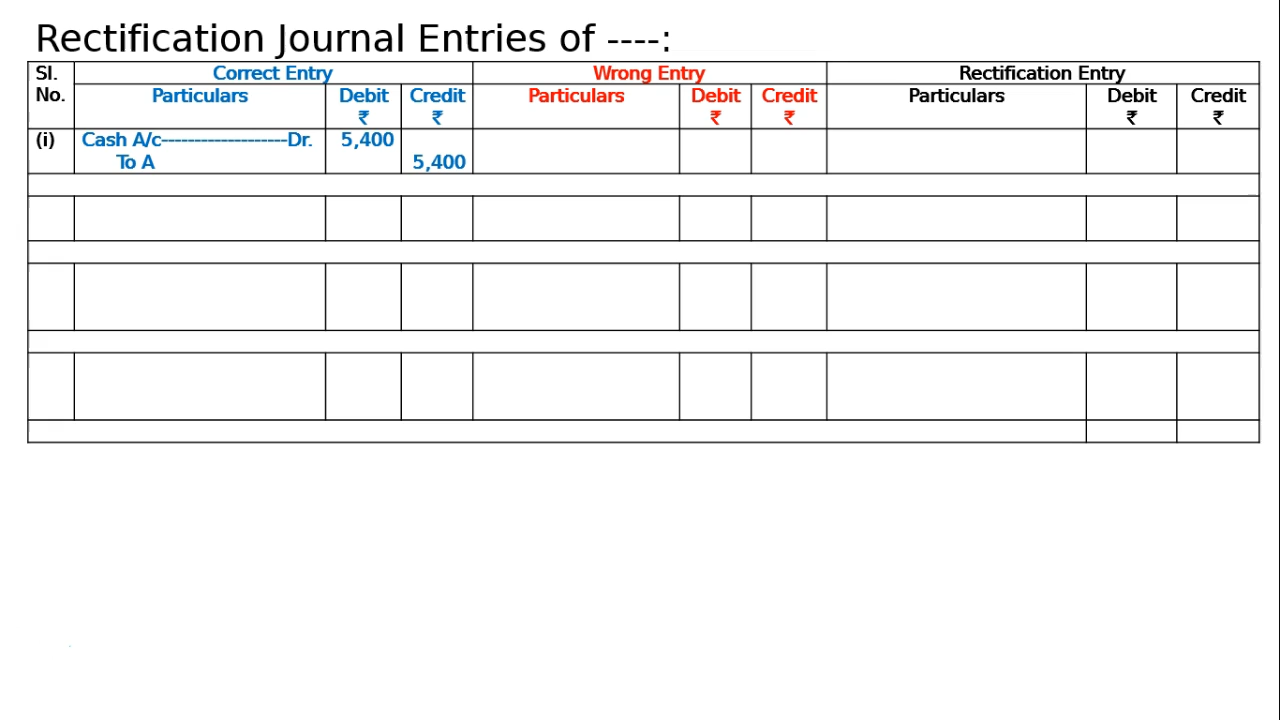 Rectification Journal Entries of ----:
Sl. No. Correct Entry Wrong Entry Rectification Entry
Particulars Debit ₹ Credit ₹ Particulars Debit ₹ Credit ₹ Particulars Debit ₹ Credit ₹
(i) Cash A/c-------------------Dr. 5,400
To A 5,400